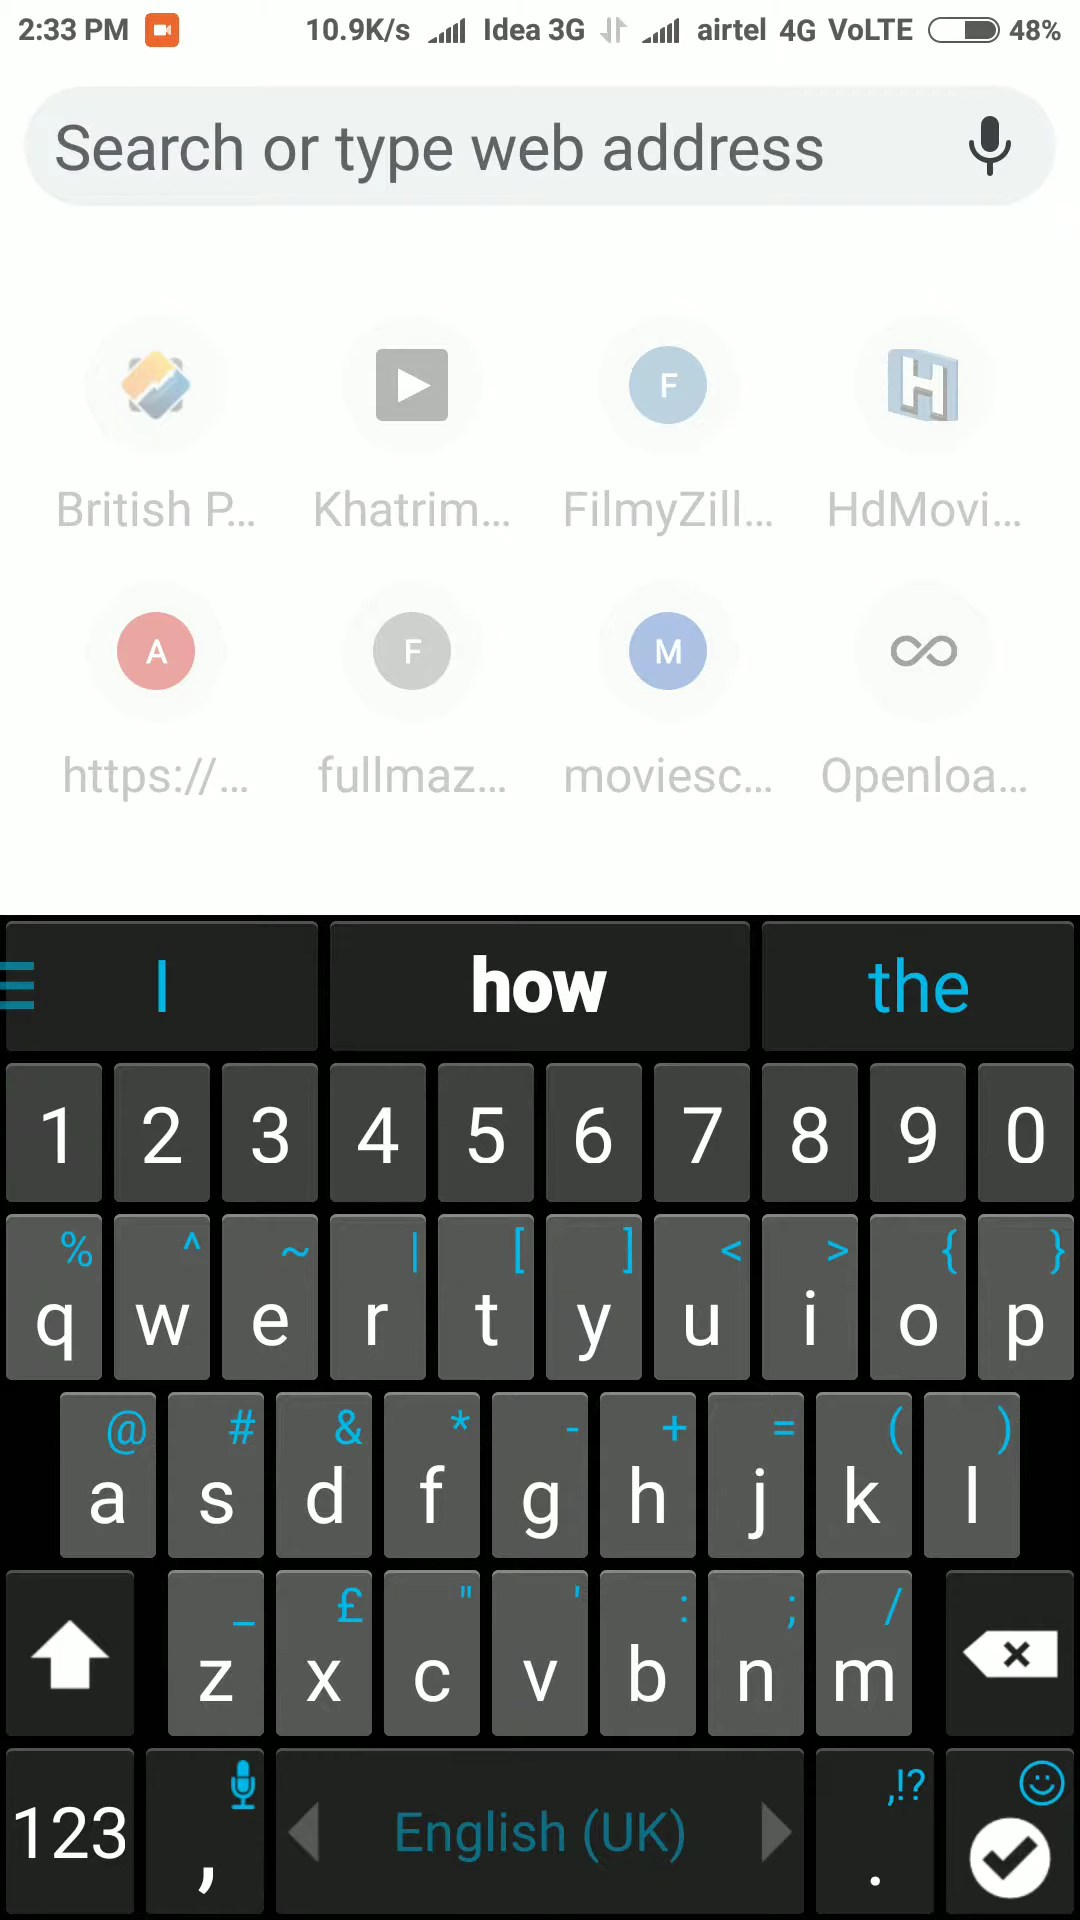 2:33 PM 10.9K/s Idea 3G airtel 4G VoLTE 48%
Search or type web address
F H
British P... Khatrim... FilmyZill... HdMovi...
A F M
https://... fullmaz... moviesc... Openloa...
I how the
1 2 3 4 5 6 7 8 9 0
% ^ ~ | [ ] < > { }
q w e r t y u i o p
@ # & * - + = ( )
a s d f g h j k l
_ £ " ' : ; /
z x c v b n m
,!?
123 , English (UK) .